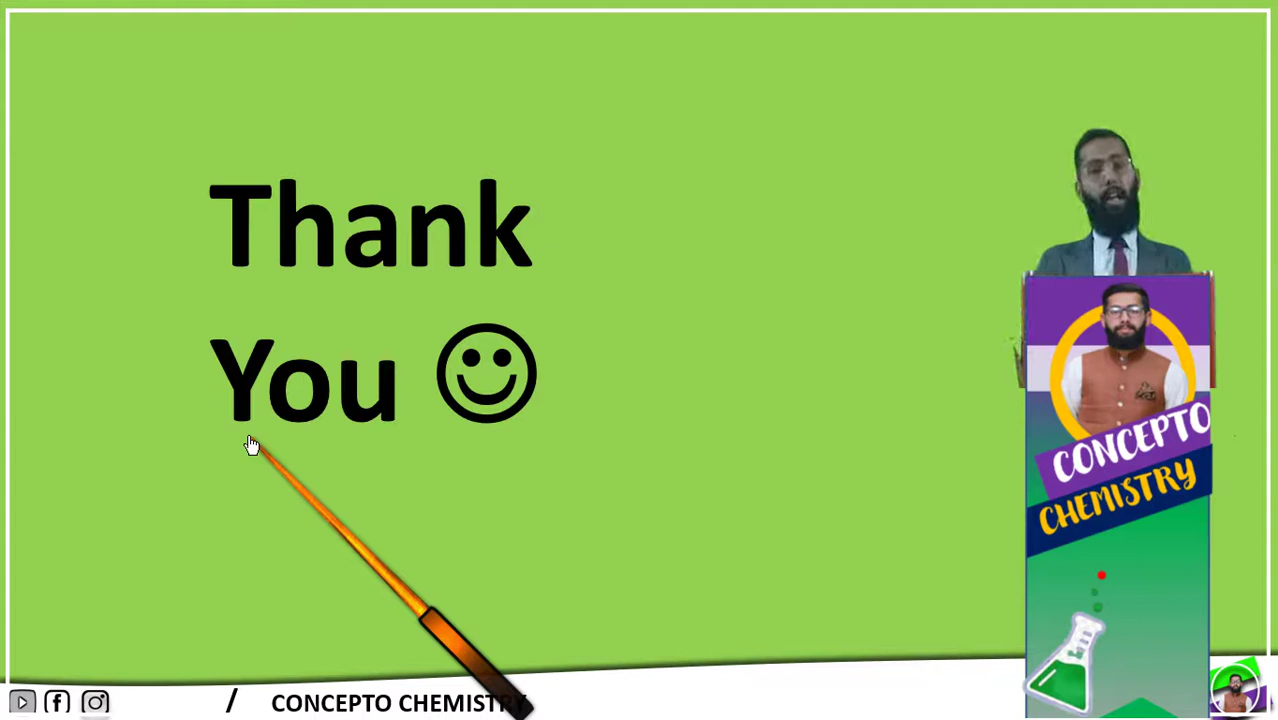 Thank
You ☺
CONCEPTO
CHEMISTRY
/ CONCEPTO CHEMISTRY